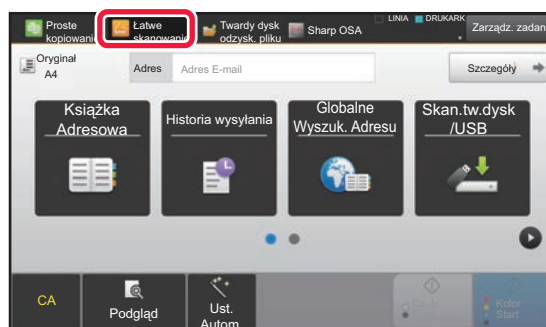 Proste
kopiowanie
Łatwe
skanowanie
Twardy dysk
odzysk. pliku
Sharp OSA
LINIA
DRUKARK
Zarządz. zadan
Oryginał
A4
Adres
Adres E-mail
Szczegóły
Książka
Adresowa
Historia wysyłania
Globalne
Wyszuk. Adresu
Skan.tw.dysk
/USB
CA
Podgląd
Ust.
Autom.
Kolor
Start